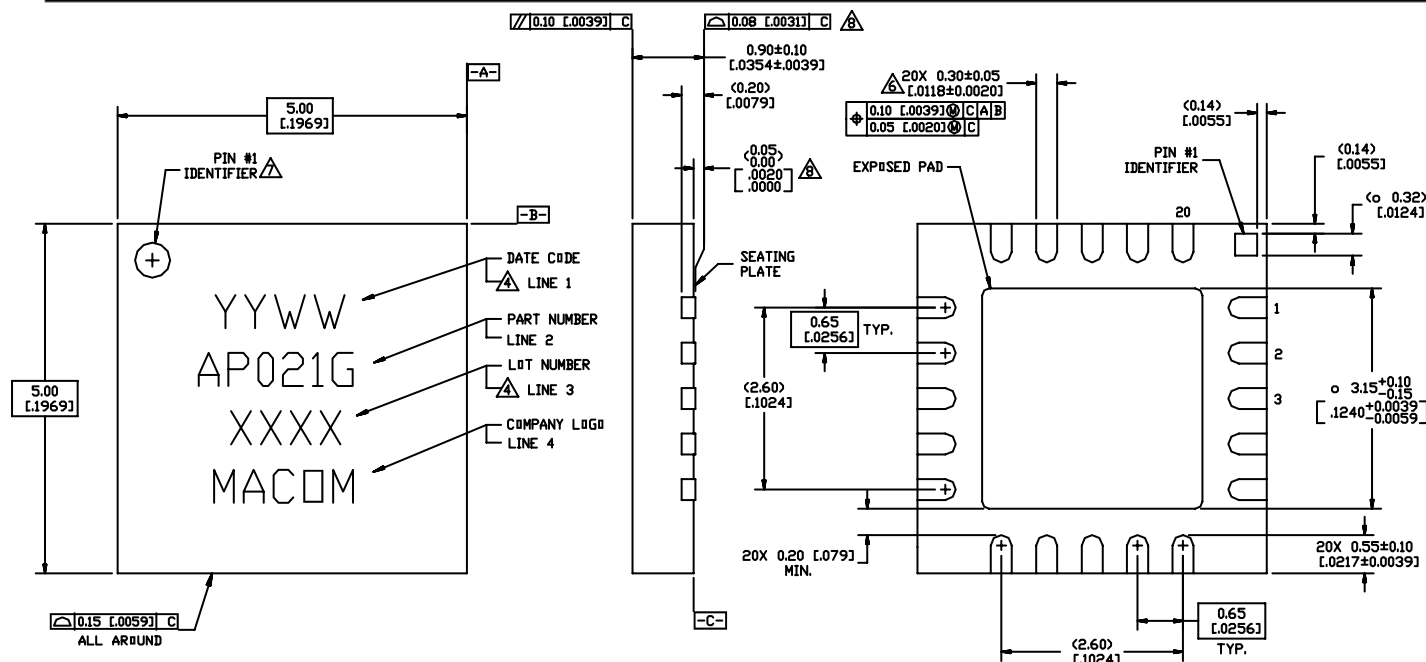 // 0.10 [.0039] C
⌓ 0.08 [.0031] C 8
0.90±0.10
[.0354±.0039]
(0.20)
[.0079]
(0.05
0.00
[.0020
.0000] 8
SEATING
PLATE
-A-
5.00
[.1969]
PIN #1
IDENTIFIER 7
-B-
YYWW
AP021G
XXXX
MACOM
DATE CODE
4 LINE 1
PART NUMBER
LINE 2
LOT NUMBER
4 LINE 3
COMPANY LOGO
LINE 4
5.00
[.1969]
⌓ 0.15 [.0059] C
ALL AROUND
-C-
6 20X 0.30±0.05
[.0118±0.0020]
⌖ 0.10 [.0039] Ⓜ C A B
0.05 [.0020] Ⓜ C
EXPOSED PAD
(0.14)
[.0055]
PIN #1
IDENTIFIER
(0.14)
[.0055]
(o 0.32)
[.0124]
20
1
2
3
0.65
[.0256]
TYP.
(2.60)
[.1024]
o 3.15+0.10
-0.15
[.1240+0.0039
-0.0059]
20X 0.20 [.079]
MIN.
20X 0.55±0.10
[.0217±0.0039]
0.65
[.0256]
TYP.
(2.60)
[.1024]